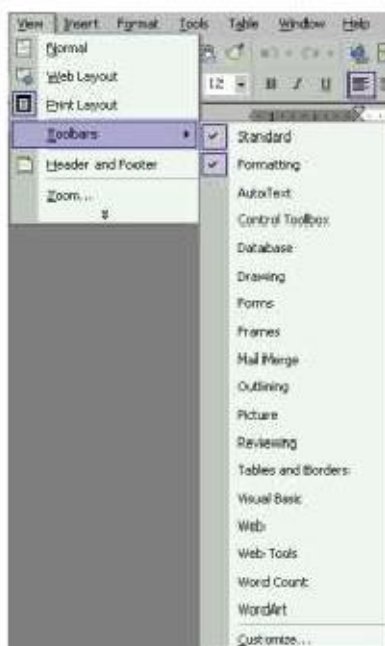 View Insert Format Tools Table Window Help
Normal
Web Layout
12 B I U
Print Layout
Toolbars
Standard
Header and Footer
Formatting
Zoom...
AutoText
Control Toolbox
Database
Drawing
Forms
Frames
Mail Merge
Outlining
Picture
Reviewing
Tables and Borders
Visual Basic
Web
Web Tools
Word Count
WordArt
Customize...